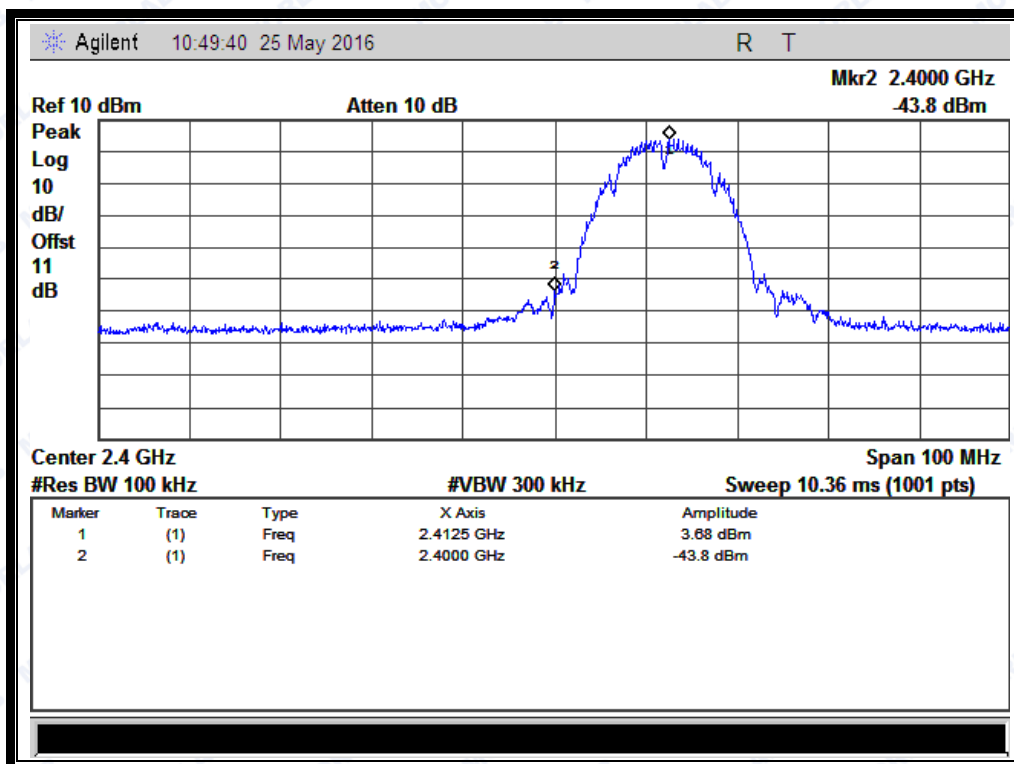 Agilent 10:49:40 25 May 2016 R T
Mkr2 2.4000 GHz
Ref 10 dBm Atten 10 dB -43.8 dBm
Peak
Log
10
dB/
Offst
11
dB
1
2
Center 2.4 GHz Span 100 MHz
#Res BW 100 kHz #VBW 300 kHz Sweep 10.36 ms (1001 pts)
Marker Trace Type X Axis Amplitude
1 (1) Freq 2.4125 GHz 3.68 dBm
2 (1) Freq 2.4000 GHz -43.8 dBm